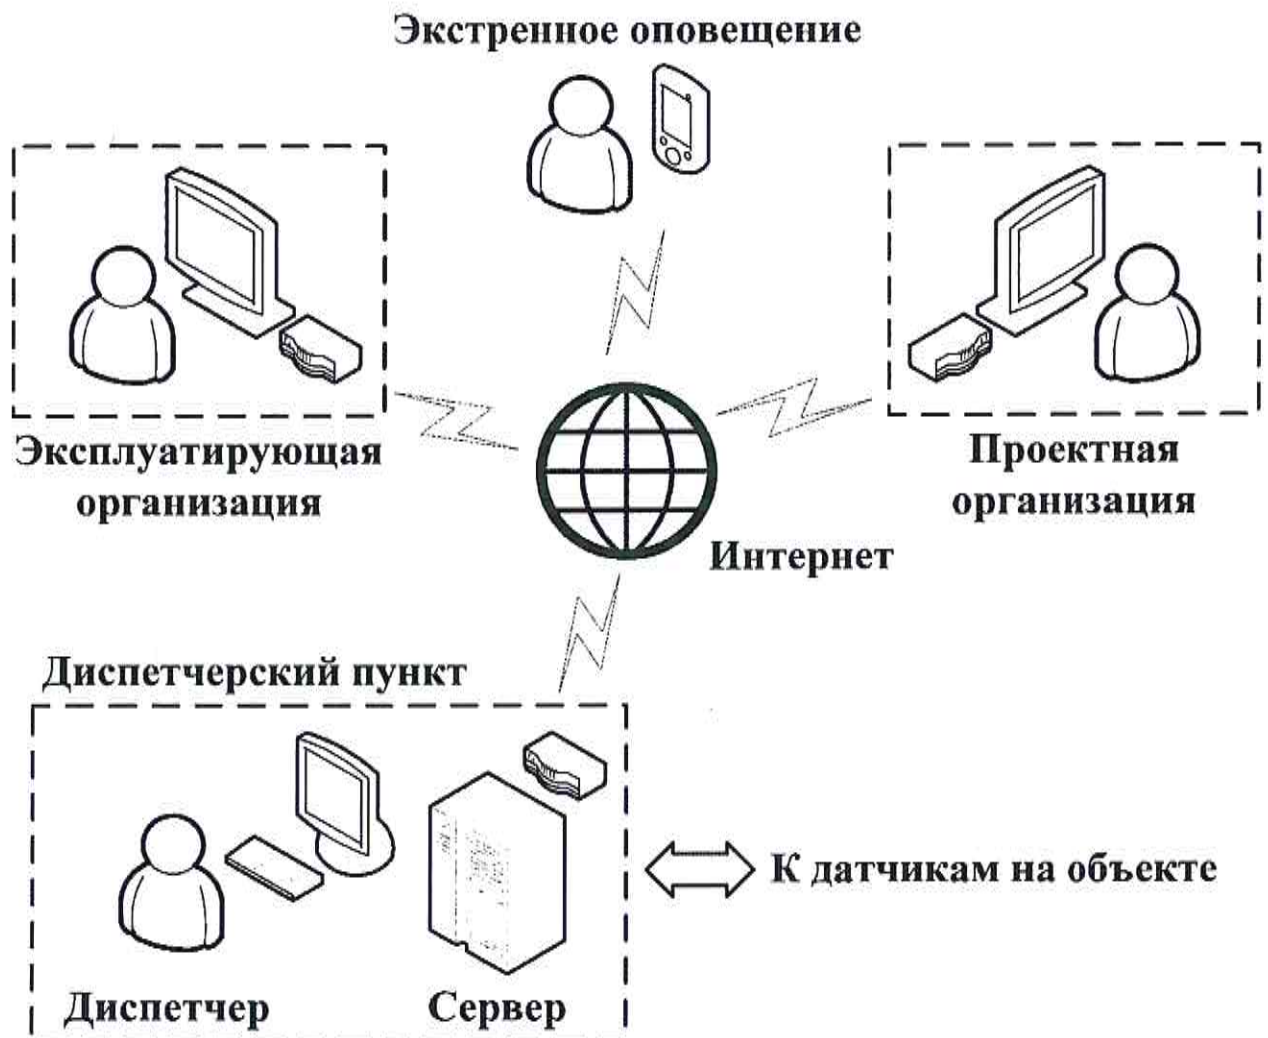 Экстренное оповещение
Эксплуатирующая
организация
Проектная
организация
Интернет
Диспетчерский пункт
К датчикам на объекте
Диспетчер
Сервер